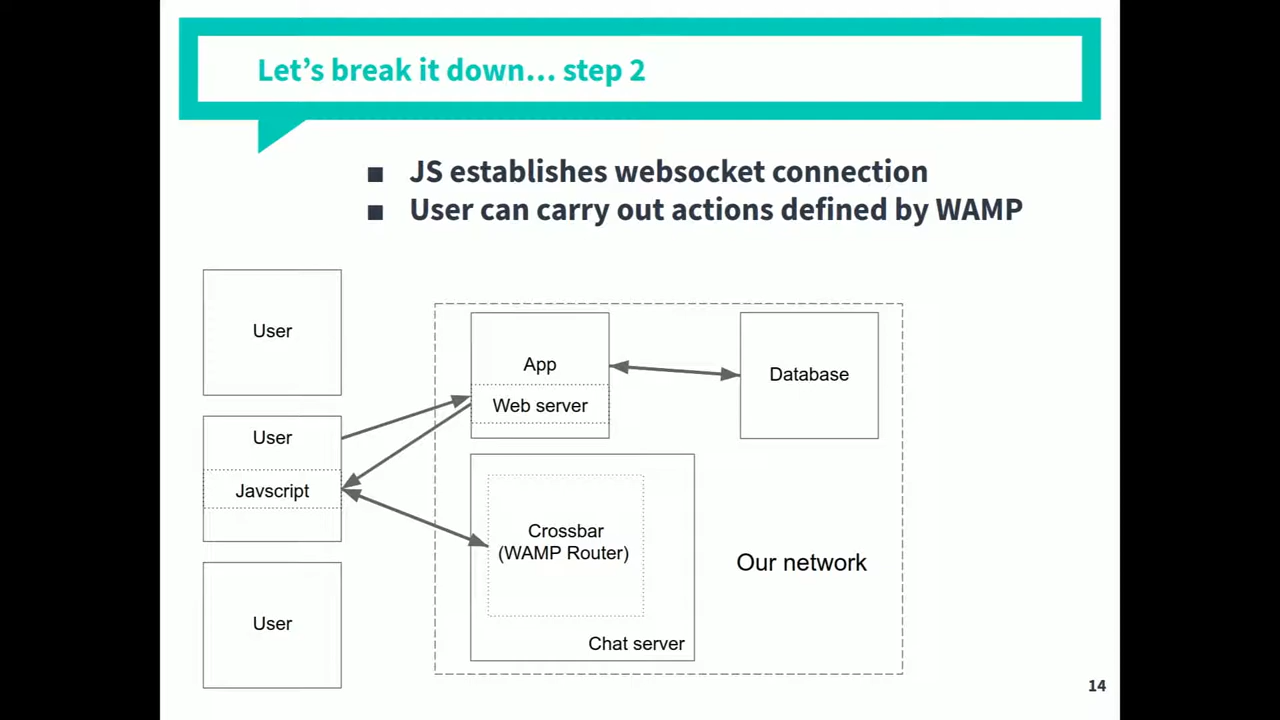 Let's break it down... step 2
■ JS establishes websocket connection
■ User can carry out actions defined by WAMP
User
User
Javscript
User
App
Web server
Database
Crossbar
(WAMP Router)
Chat server
Our network
14